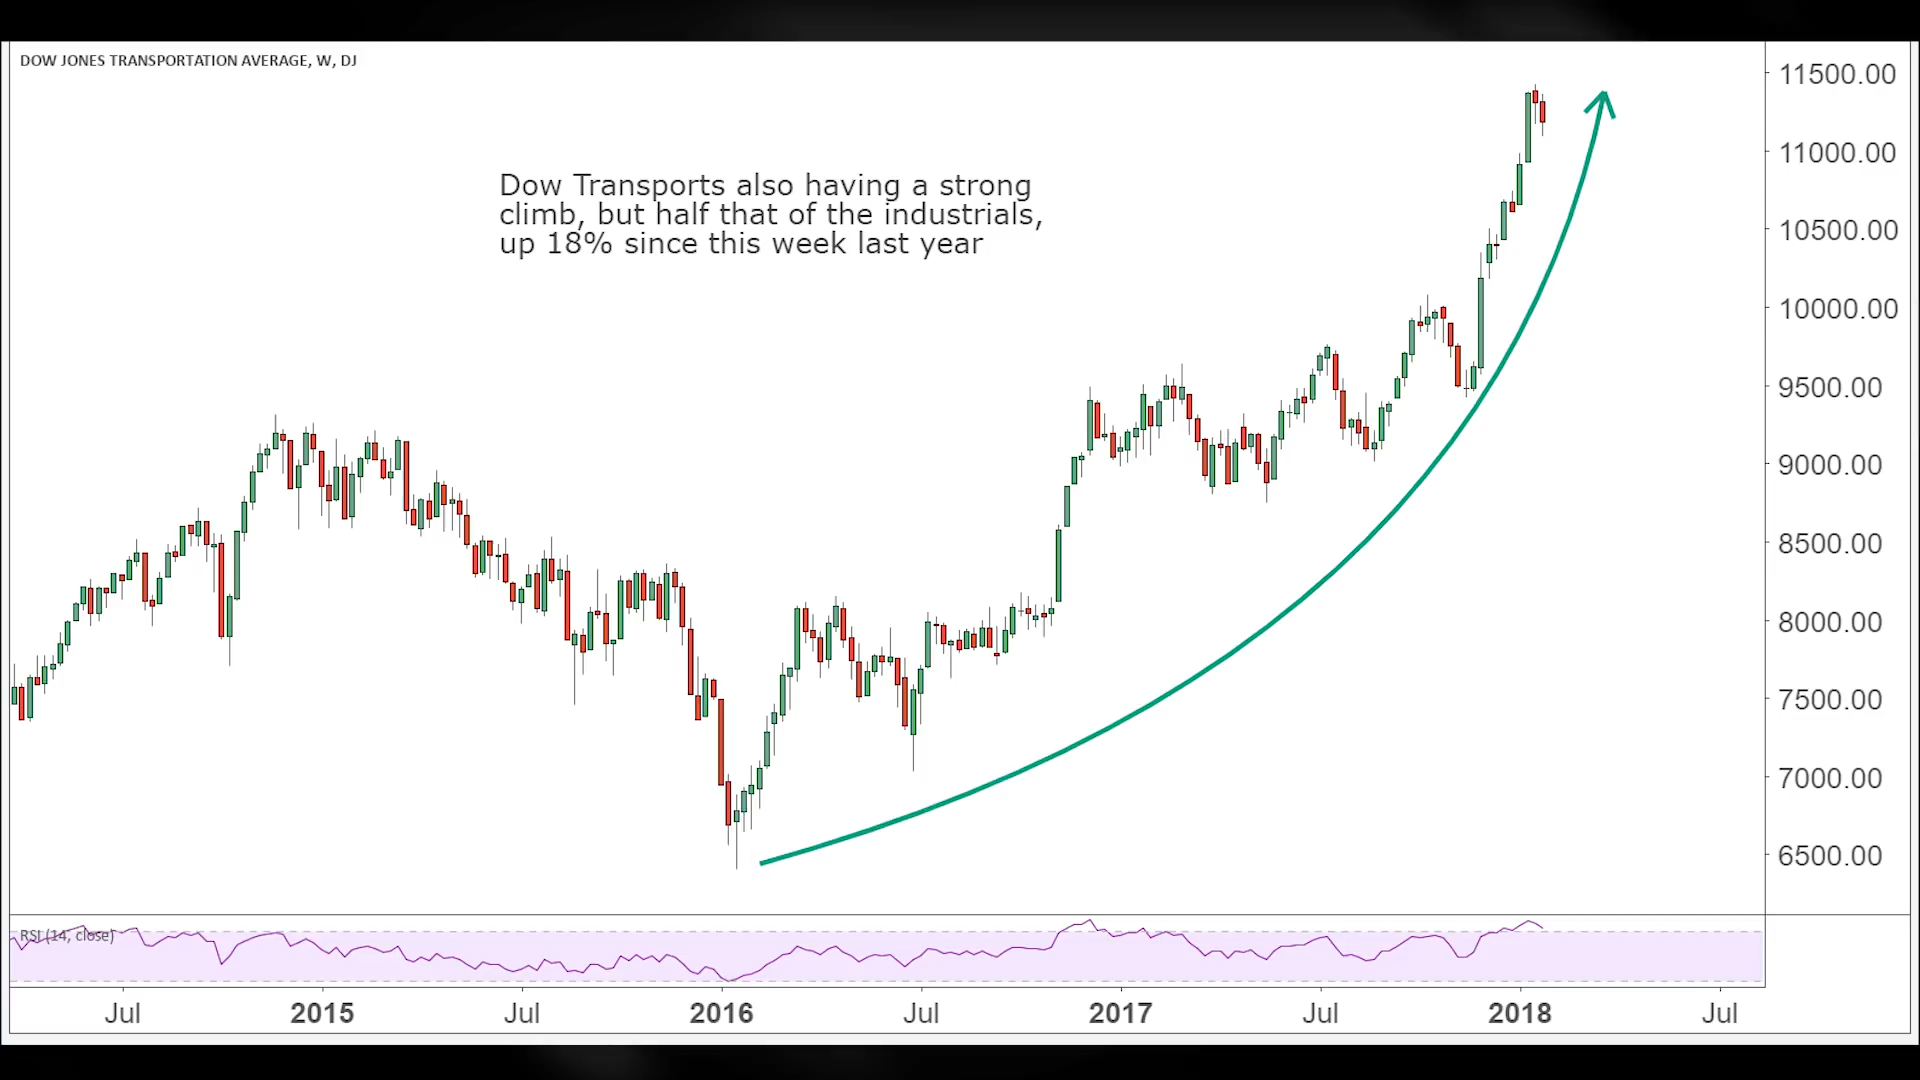 DOW JONES TRANSPORTATION AVERAGE, W, DJ
Dow Transports also having a strong
climb, but half that of the industrials,
up 18% since this week last year
11500.00
11000.00
10500.00
10000.00
9500.00
9000.00
8500.00
8000.00
7500.00
7000.00
6500.00
RSI (14, close)
Jul 2015 Jul 2016 Jul 2017 Jul 2018 Jul